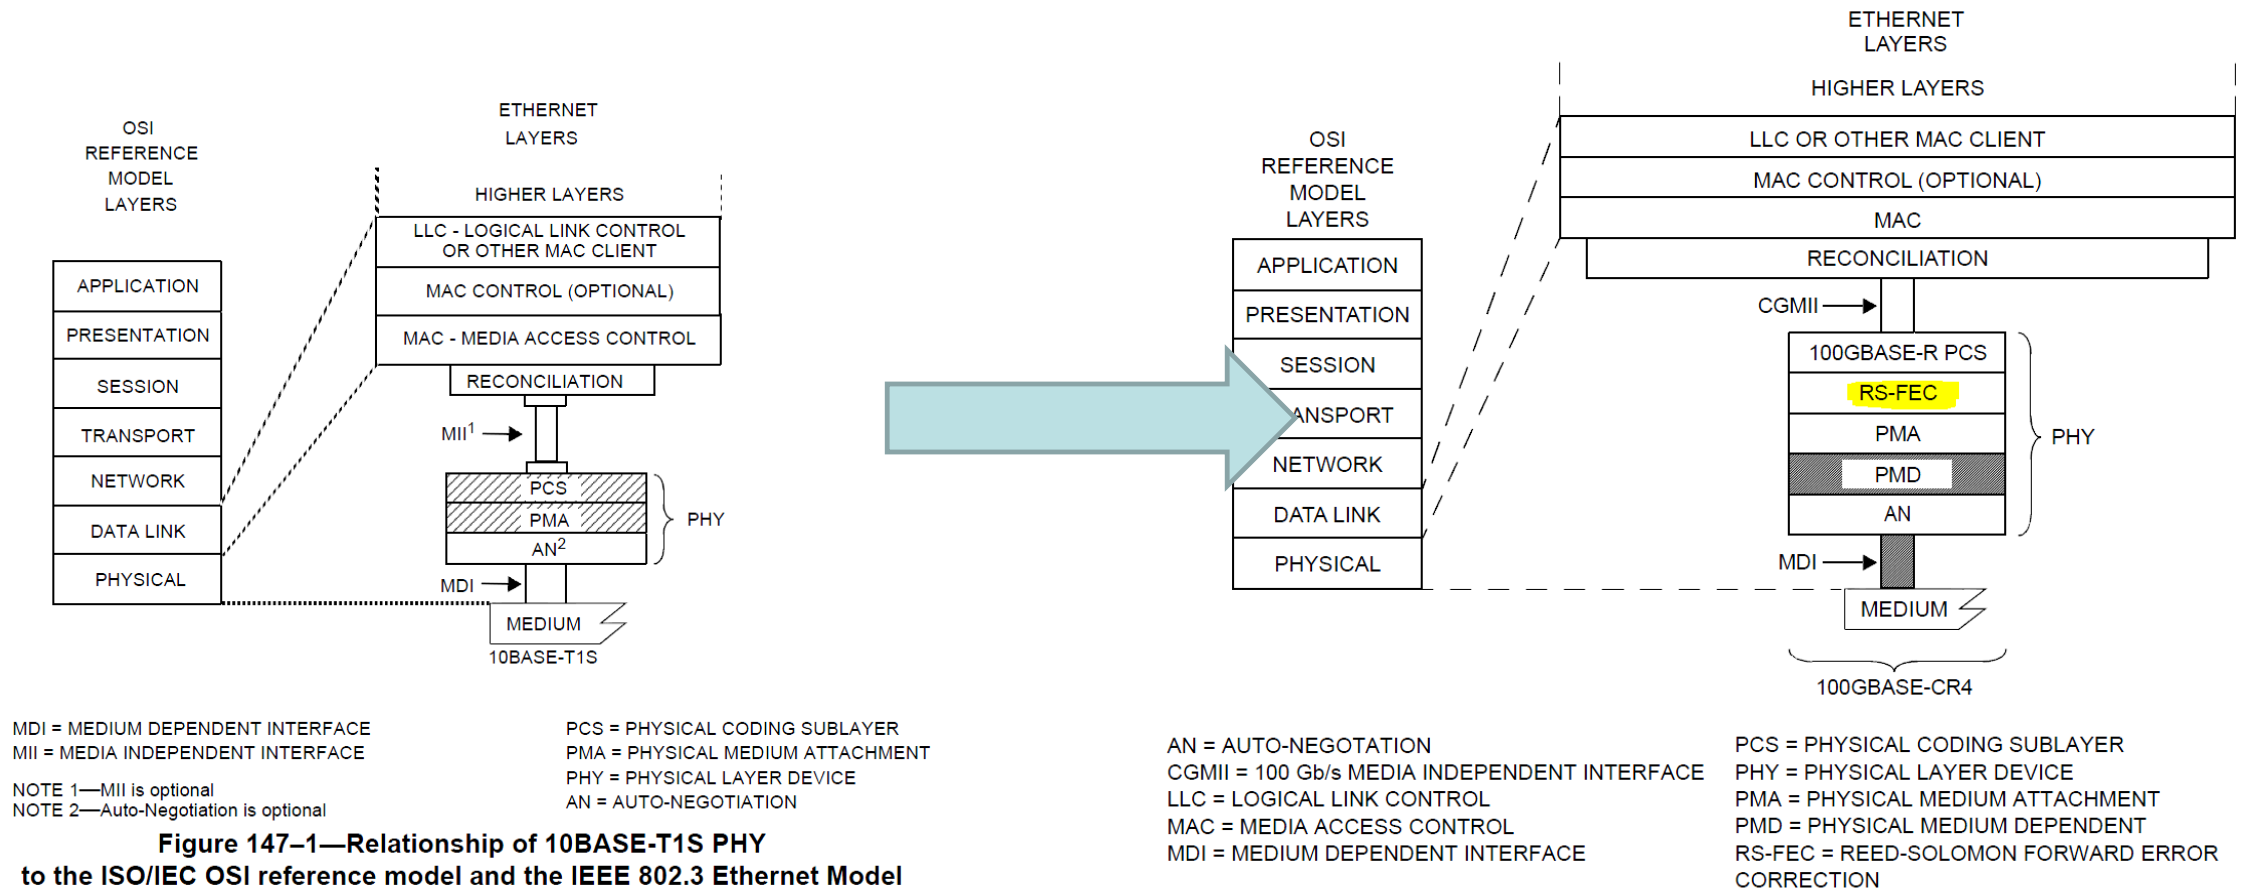 OSI
REFERENCE
MODEL
LAYERS
APPLICATION
PRESENTATION
SESSION
TRANSPORT
NETWORK
DATA LINK
PHYSICAL
ETHERNET
LAYERS
HIGHER LAYERS
LLC - LOGICAL LINK CONTROL
OR OTHER MAC CLIENT
MAC CONTROL (OPTIONAL)
MAC - MEDIA ACCESS CONTROL
RECONCILIATION
MII1
PCS
PMA
AN2
PHY
MDI
MEDIUM
10BASE-T1S
MDI = MEDIUM DEPENDENT INTERFACE
MII = MEDIA INDEPENDENT INTERFACE
NOTE 1—MII is optional
NOTE 2—Auto-Negotiation is optional
PCS = PHYSICAL CODING SUBLAYER
PMA = PHYSICAL MEDIUM ATTACHMENT
PHY = PHYSICAL LAYER DEVICE
AN = AUTO-NEGOTIATION
Figure 147–1—Relationship of 10BASE-T1S PHY
to the ISO/IEC OSI reference model and the IEEE 802.3 Ethernet Model
OSI
REFERENCE
MODEL
LAYERS
APPLICATION
PRESENTATION
SESSION
ANSPORT
NETWORK
DATA LINK
PHYSICAL
ETHERNET
LAYERS
HIGHER LAYERS
LLC OR OTHER MAC CLIENT
MAC CONTROL (OPTIONAL)
MAC
RECONCILIATION
CGMII
100GBASE-R PCS
RS-FEC
PMA
PMD
AN
PHY
MDI
MEDIUM
100GBASE-CR4
AN = AUTO-NEGOTATION
CGMII = 100 Gb/s MEDIA INDEPENDENT INTERFACE
LLC = LOGICAL LINK CONTROL
MAC = MEDIA ACCESS CONTROL
MDI = MEDIUM DEPENDENT INTERFACE
PCS = PHYSICAL CODING SUBLAYER
PHY = PHYSICAL LAYER DEVICE
PMA = PHYSICAL MEDIUM ATTACHMENT
PMD = PHYSICAL MEDIUM DEPENDENT
RS-FEC = REED-SOLOMON FORWARD ERROR
CORRECTION